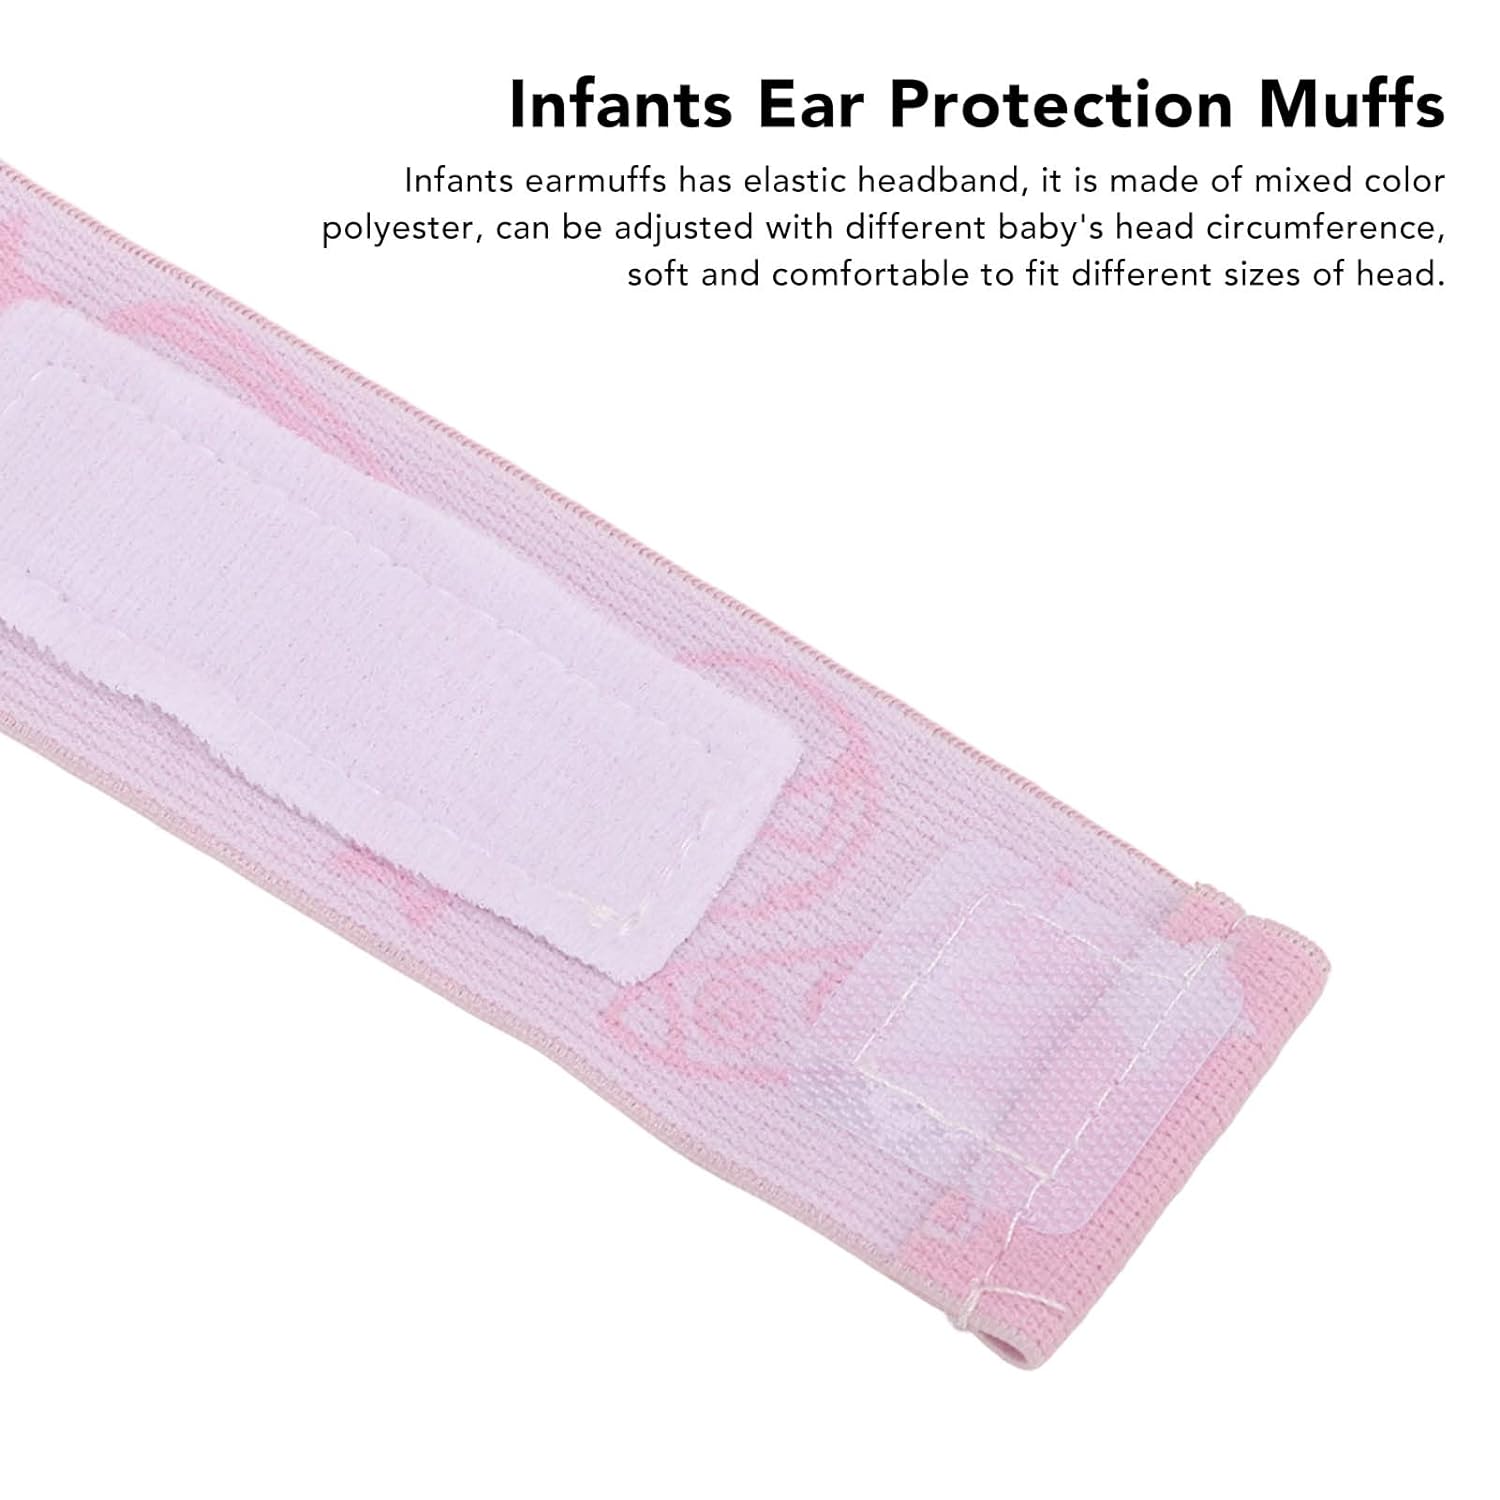 Infants Ear Protection Muffs
Infants earmuffs has elastic headband, it is made of mixed color
polyester, can be adjusted with different baby's head circumference,
soft and comfortable to fit different sizes of head.